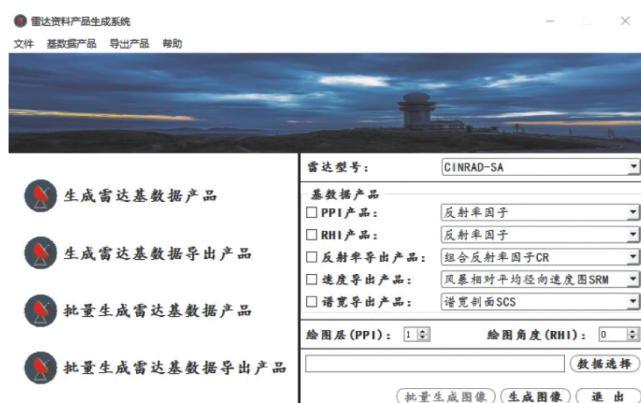 雷达资料产品生成系统
文件 基数据产品 导出产品 帮助
生成雷达基数据产品
生成雷达基数据导出产品
批量生成雷达基数据产品
批量生成雷达基数据导出产品
雷达型号： CINRAD-SA
基数据产品
PPI产品： 反射率因子
RHI产品： 反射率因子
反射率导出产品： 组合反射率因子CR
速度导出产品： 风暴相对平均径向速度图SRM
谱宽导出产品： 谱宽剖面SCS
绘图层(PPI)： 1 绘图角度(RHI)： 0
数据选择
批量生成图像 生成图像 退 出